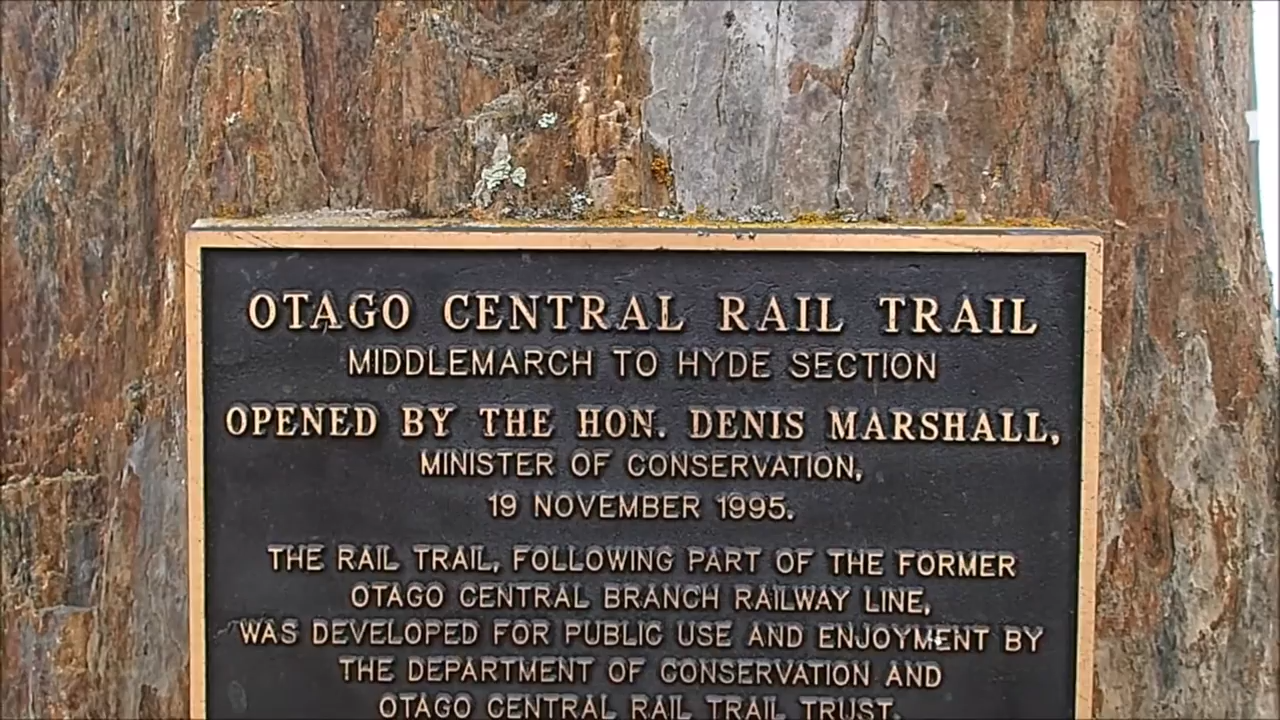 OTAGO CENTRAL RAIL TRAIL
MIDDLEMARCH TO HYDE SECTION
OPENED BY THE HON. DENIS MARSHALL,
MINISTER OF CONSERVATION,
19 NOVEMBER 1995.
THE RAIL TRAIL, FOLLOWING PART OF THE FORMER
OTAGO CENTRAL BRANCH RAILWAY LINE,
WAS DEVELOPED FOR PUBLIC USE AND ENJOYMENT BY
THE DEPARTMENT OF CONSERVATION AND
OTAGO CENTRAL RAIL TRAIL TRUST.